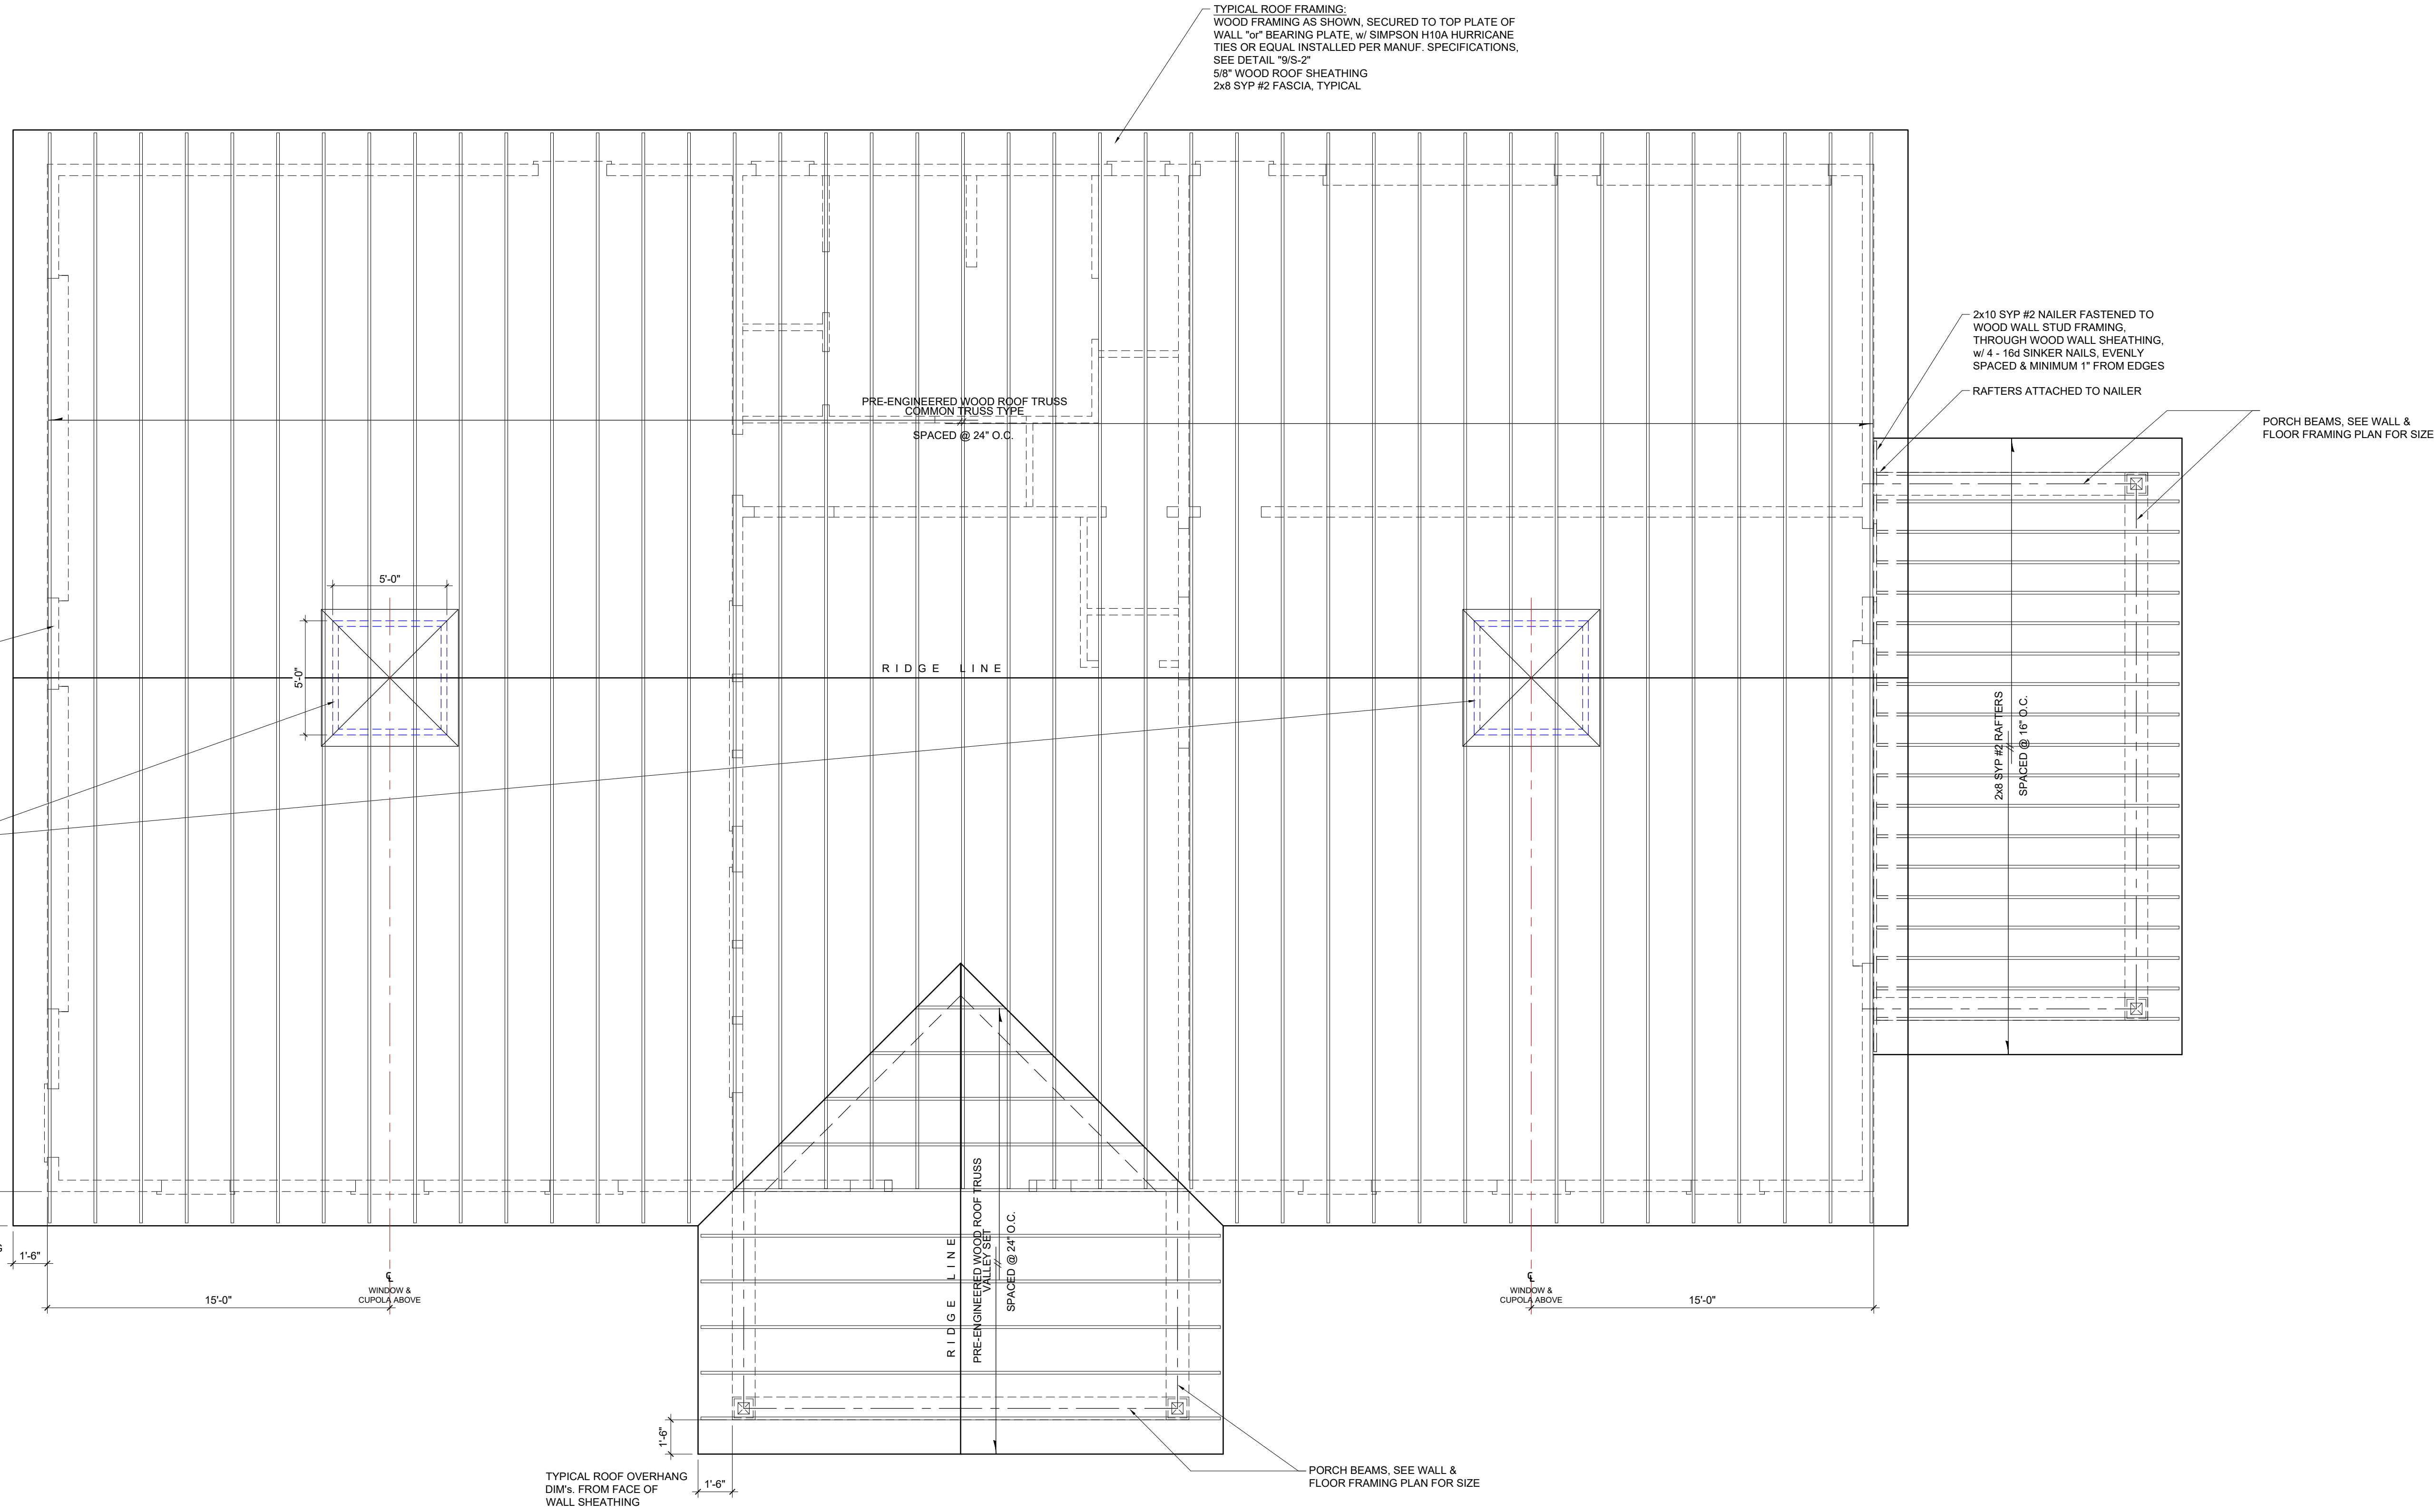 TYPICAL ROOF FRAMING:
WOOD FRAMING AS SHOWN, SECURED TO TOP PLATE OF
WALL "or" BEARING PLATE, w/ SIMPSON H10A HURRICANE
TIES OR EQUAL INSTALLED PER MANUF. SPECIFICATIONS,
SEE DETAIL "9/S-2"
5/8" WOOD ROOF SHEATHING
2x8 SYP #2 FASCIA, TYPICAL
2x10 SYP #2 NAILER FASTENED TO
WOOD WALL STUD FRAMING,
THROUGH WOOD WALL SHEATHING,
w/ 4 - 16d SINKER NAILS, EVENLY
SPACED & MINIMUM 1" FROM EDGES
RAFTERS ATTACHED TO NAILER
PORCH BEAMS, SEE WALL &
FLOOR FRAMING PLAN FOR SIZE
PRE-ENGINEERED WOOD ROOF TRUSS
COMMON TRUSS TYPE
SPACED @ 24" O.C.
5'-0"
5'-0"
RIDGE LINE
2x8 SYP #2 RAFTERS
SPACED @ 16" O.C.
RIDGE LINE
PRE-ENGINEERED WOOD ROOF TRUSS
VALLEY SET
SPACED @ 24" O.C.
1'-6"
15'-0"
℄
WINDOW &
CUPOLA ABOVE
℄
WINDOW &
CUPOLA ABOVE
15'-0"
1'-6"
1'-6"
TYPICAL ROOF OVERHANG
DIM's. FROM FACE OF
WALL SHEATHING
PORCH BEAMS, SEE WALL &
FLOOR FRAMING PLAN FOR SIZE